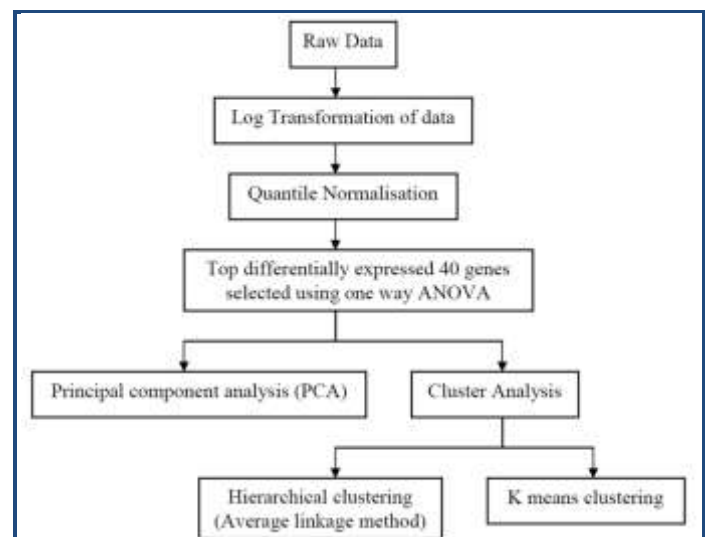 Raw Data
Log Transformation of data
Quantile Normalisation
Top differentially expressed 40 genes
selected using one way ANOVA
Principal component analysis (PCA)
Cluster Analysis
Hierarchical clustering
(Average linkage method)
K means clustering